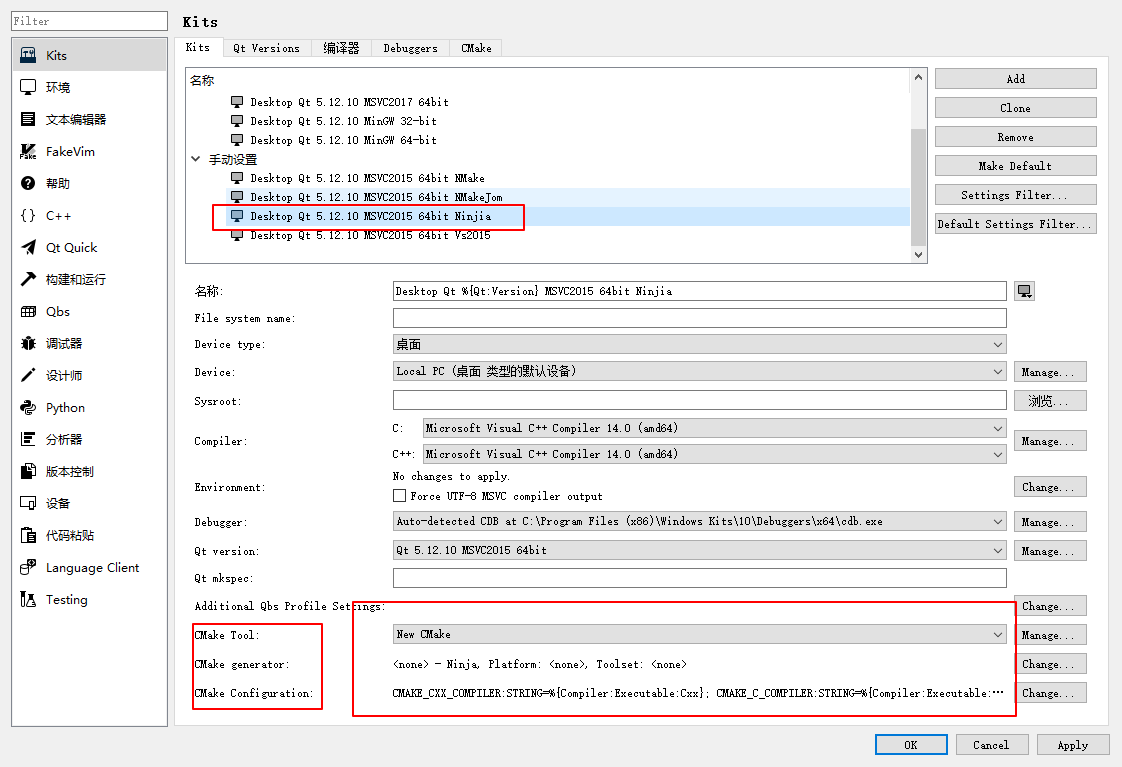 Filter
Kits
环境
文本编辑器
FakeVim
帮助
C++
Qt Quick
构建和运行
Qbs
调试器
设计师
Python
分析器
版本控制
设备
代码粘贴
Language Client
Testing
Kits
Kits Qt Versions 编译器 Debuggers CMake
名称
Desktop Qt 5.12.10 MSVC2017 64bit
Desktop Qt 5.12.10 MinGW 32-bit
Desktop Qt 5.12.10 MinGW 64-bit
手动设置
Desktop Qt 5.12.10 MSVC2015 64bit NMake
Desktop Qt 5.12.10 MSVC2015 64bit NMakeJom
Desktop Qt 5.12.10 MSVC2015 64bit Ninjia
Desktop Qt 5.12.10 MSVC2015 64bit Vs2015
Add
Clone
Remove
Make Default
Settings Filter...
Default Settings Filter...
名称: Desktop Qt %{Qt:Version} MSVC2015 64bit Ninjia
File system name:
Device type: 桌面
Device: Local PC (桌面 类型的默认设备) Manage...
Sysroot: 浏览...
Compiler: Manage...
C: Microsoft Visual C++ Compiler 14.0 (amd64)
C++: Microsoft Visual C++ Compiler 14.0 (amd64)
Environment: Change...
No changes to apply.
Force UTF-8 MSVC compiler output
Debugger: Auto-detected CDB at C:\Program Files (x86)\Windows Kits\10\Debuggers\x64\cdb.exe Manage...
Qt version: Qt 5.12.10 MSVC2015 64bit Manage...
Qt mkspec:
Additional Qbs Profile Settings: Change...
CMake Tool: New CMake Manage...
CMake generator: <none> - Ninja, Platform: <none>, Toolset: <none> Change...
CMake Configuration: CMAKE_CXX_COMPILER:STRING=%{Compiler:Executable:Cxx}; CMAKE_C_COMPILER:STRING=%{Compiler:Executable:··· Change...
OK Cancel Apply